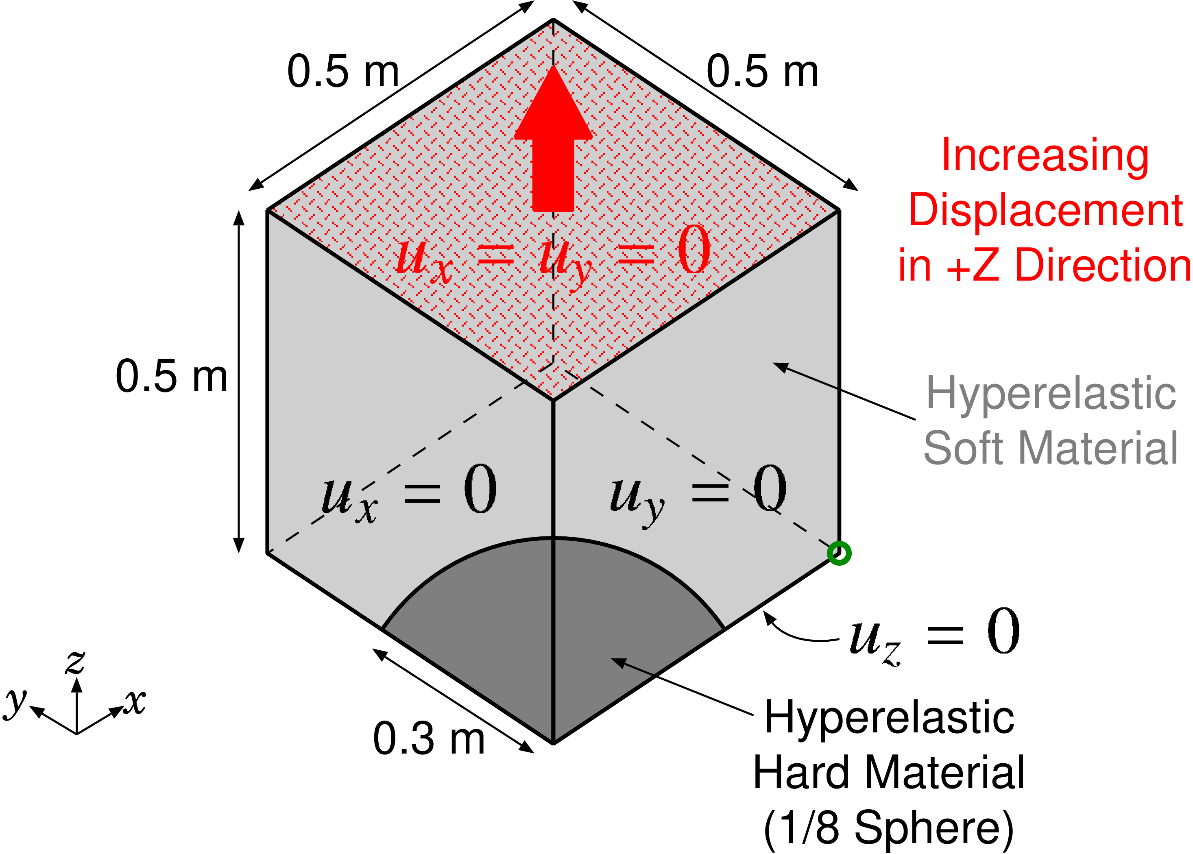 0.5 m
0.5 m
Increasing
Displacement
in +Z Direction
u_x = u_y = 0
0.5 m
Hyperelastic
Soft Material
u_x = 0
u_y = 0
u_z = 0
z
y
x
0.3 m
Hyperelastic
Hard Material
(1/8 Sphere)